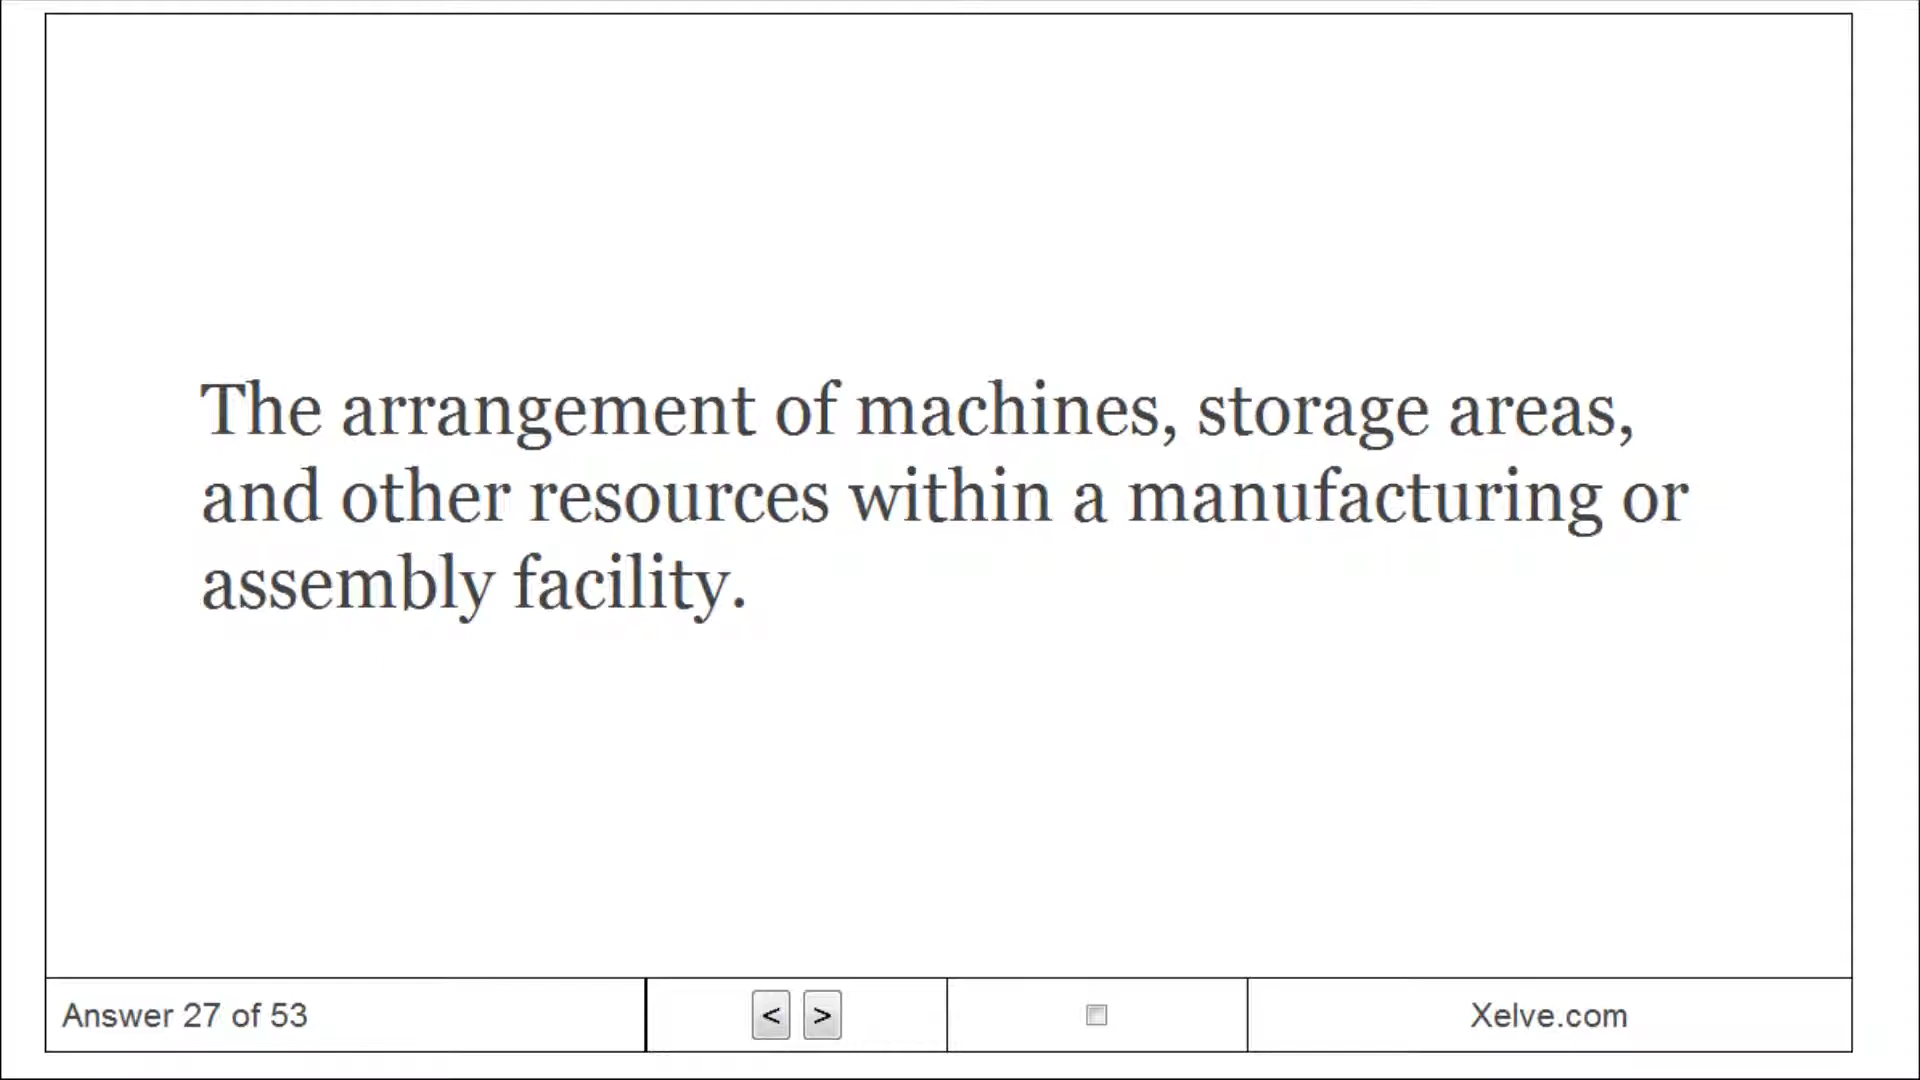 The arrangement of machines, storage areas,
and other resources within a manufacturing or
assembly facility.
Answer 27 of 53
< >
Xelve.com